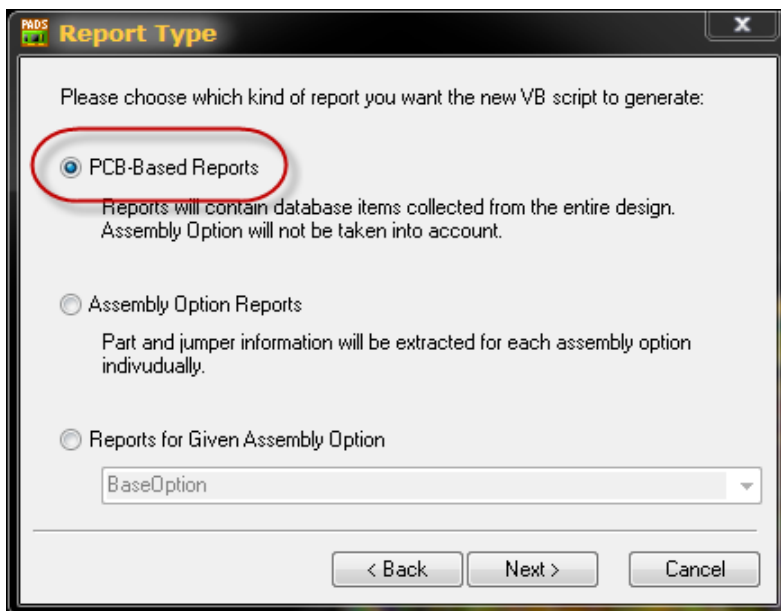 PADS
Report Type
Please choose which kind of report you want the new VB script to generate:
PCB-Based Reports
Reports will contain database items collected from the entire design.
Assembly Option will not be taken into account.
Assembly Option Reports
Part and jumper information will be extracted for each assembly option
indivudually.
Reports for Given Assembly Option
BaseOption
< Back Next > Cancel